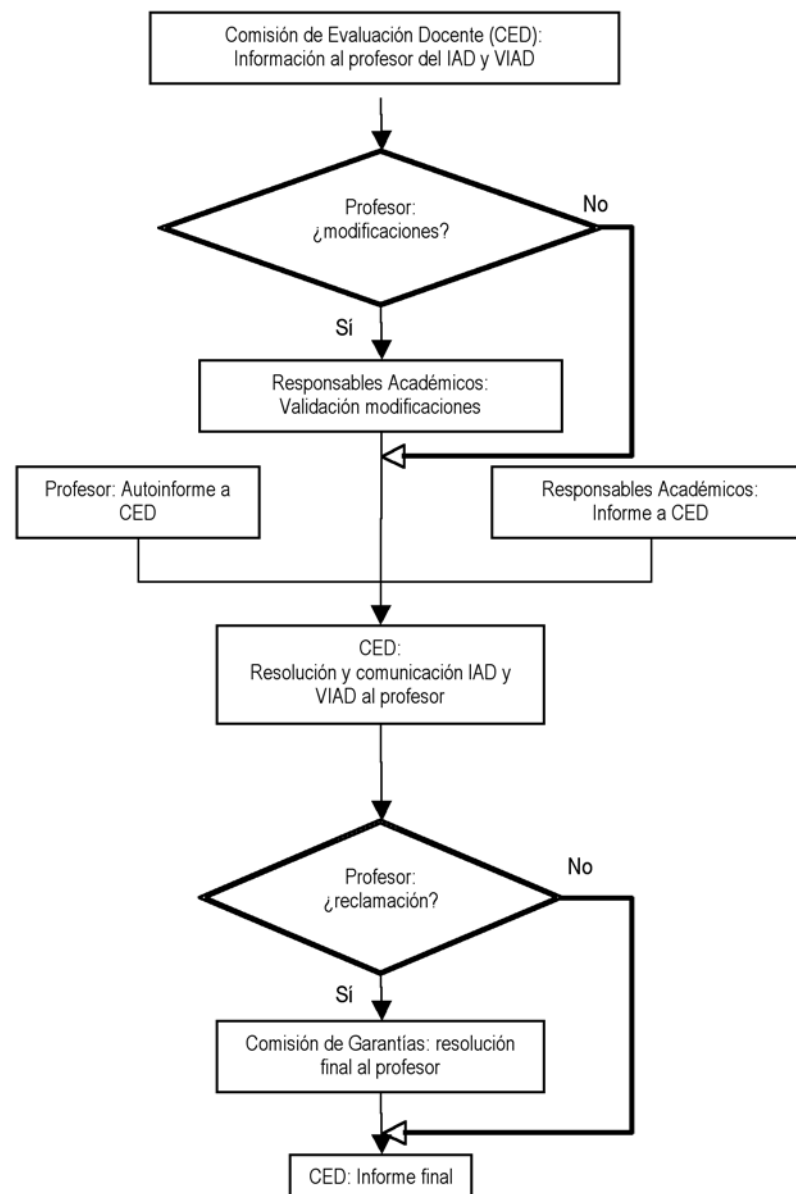 Comisión de Evaluación Docente (CED):
Información al profesor del IAD y VIAD
Profesor:
¿modificaciones?
No
Sí
Responsables Académicos:
Validación modificaciones
Profesor: Autoinforme a
CED
Responsables Académicos:
Informe a CED
CED:
Resolución y comunicación IAD y
VIAD al profesor
Profesor:
¿reclamación?
No
Sí
Comisión de Garantías: resolución
final al profesor
CED: Informe final